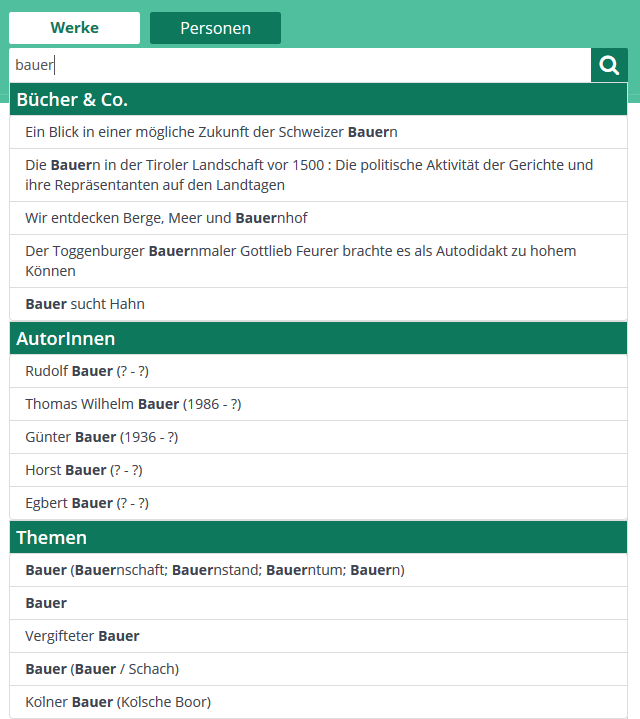 Werke Personen
bauer
Bücher & Co.
Ein Blick in einer mögliche Zukunft der Schweizer Bauern
Die Bauern in der Tiroler Landschaft vor 1500 : Die politische Aktivität der Gerichte und
ihre Repräsentanten auf den Landtagen
Wir entdecken Berge, Meer und Bauernhof
Der Toggenburger Bauernmaler Gottlieb Feurer brachte es als Autodidakt zu hohem
Können
Bauer sucht Hahn
AutorInnen
Rudolf Bauer (? - ?)
Thomas Wilhelm Bauer (1986 - ?)
Günter Bauer (1936 - ?)
Horst Bauer (? - ?)
Egbert Bauer (? - ?)
Themen
Bauer (Bauernschaft; Bauernstand; Bauerntum; Bauern)
Bauer
Vergifteter Bauer
Bauer (Bauer / Schach)
Kölner Bauer (Kölsche Boor)